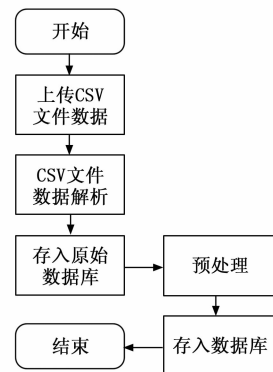 开始
上传CSV
文件数据
CSV文件
数据解析
存入原始
数据库
预处理
存入数据库
结束